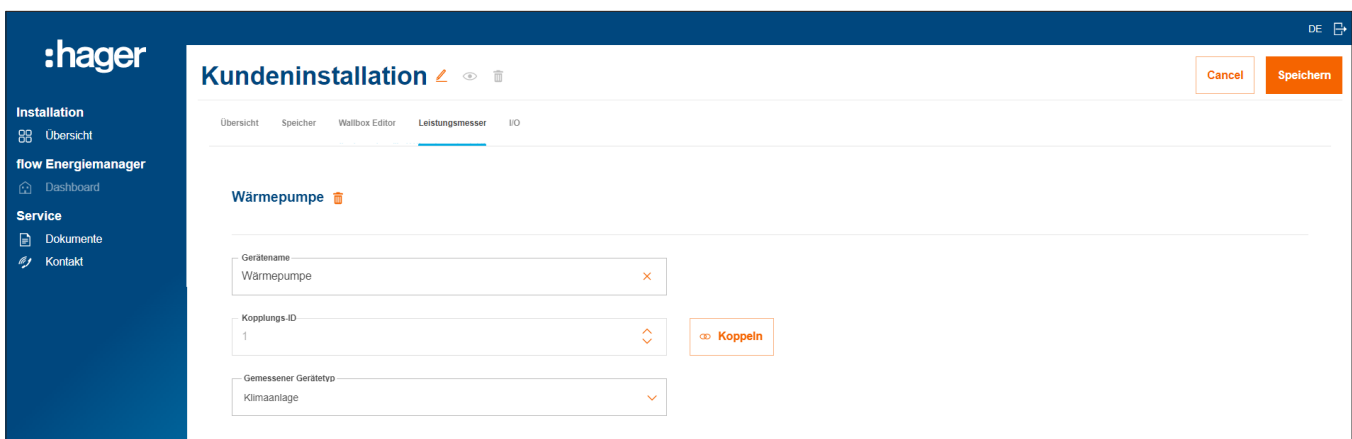 DE
:hager
Kundeninstallation
Cancel
Speichern
Installation
Übersicht
flow Energiemanager
Dashboard
Service
Dokumente
Kontakt
Übersicht Speicher Wallbox Editor Leistungsmesser I/O
Wärmepumpe
Gerätename
Wärmepumpe
Kopplungs-ID
1
Koppeln
Gemessener Gerätetyp
Klimaanlage